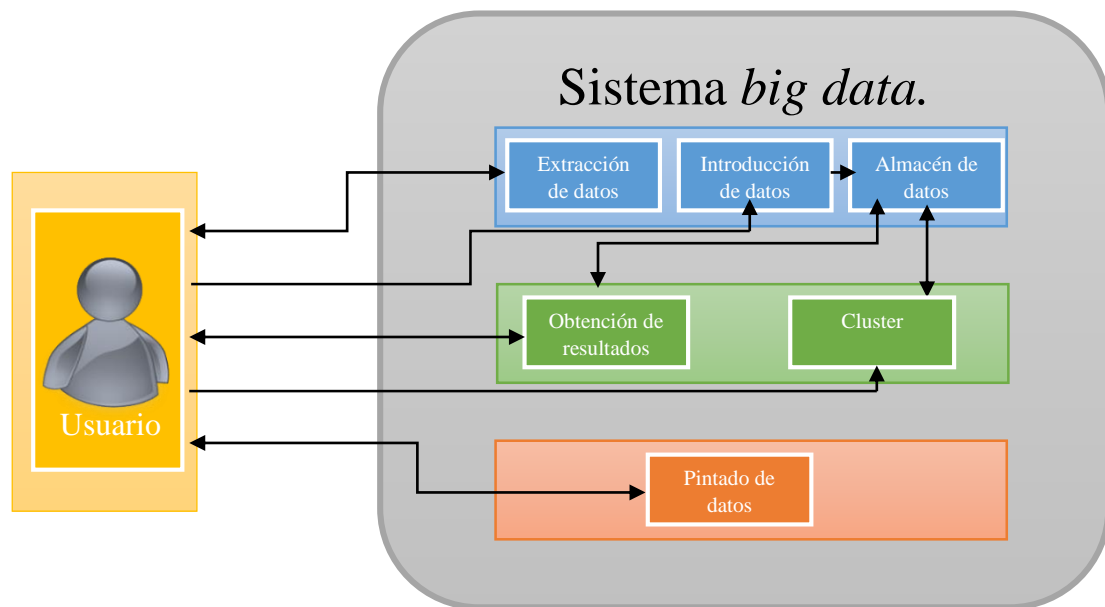 Sistema big data.
Extracción
de datos
Introducción
de datos
Almacén de
datos
Obtención de
resultados
Cluster
Usuario
Pintado de
datos